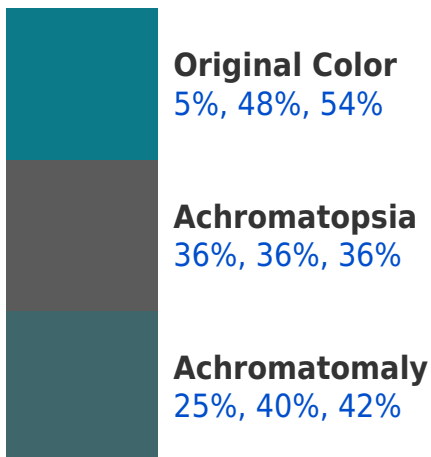 Original Color
5%, 48%, 54%
Achromatopsia
36%, 36%, 36%
Achromatomaly
25%, 40%, 42%